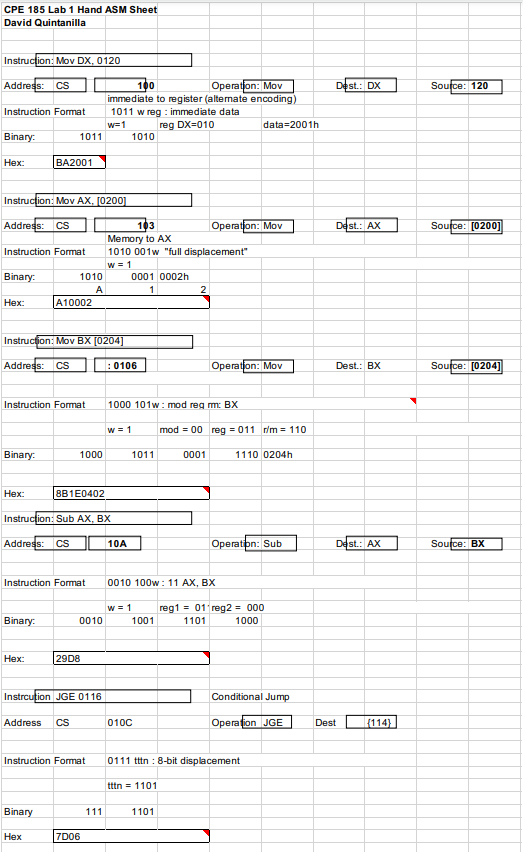 CPE 185 Lab 1 Hand ASM Sheet
David Quintanilla
Instruction: Mov DX, 0120
Address: CS 100 Operation: Mov Dest.: DX Source: 120
immediate to register (alternate encoding)
Instruction Format 1011 w reg : immediate data
w=1 reg DX=010 data=2001h
Binary: 1011 1010
Hex: BA2001
Instruction: Mov AX, [0200]
Address: CS 103 Operation: Mov Dest.: AX Source: [0200]
Memory to AX
Instruction Format 1010 001w "full displacement"
w = 1
Binary: 1010 0001 0002h
A 1 2
Hex: A10002
Instruction: Mov BX [0204]
Address: CS : 0106 Operation: Mov Dest.: BX Source: [0204]
Instruction Format 1000 101w : mod reg rm: BX
w = 1 mod = 00 reg = 011 r/m = 110
Binary: 1000 1011 0001 1110 0204h
Hex: 8B1E0402
Instruction: Sub AX, BX
Address: CS 10A Operation: Sub Dest.: AX Source: BX
Instruction Format 0010 100w : 11 AX, BX
w = 1 reg1 = 01 reg2 = 000
Binary: 0010 1001 1101 1000
Hex: 29D8
Instrcution JGE 0116 Conditional Jump
Address CS 010C Operation JGE Dest {114}
Instruction Format 0111 tttn : 8-bit displacement
tttn = 1101
Binary 111 1101
Hex 7D06